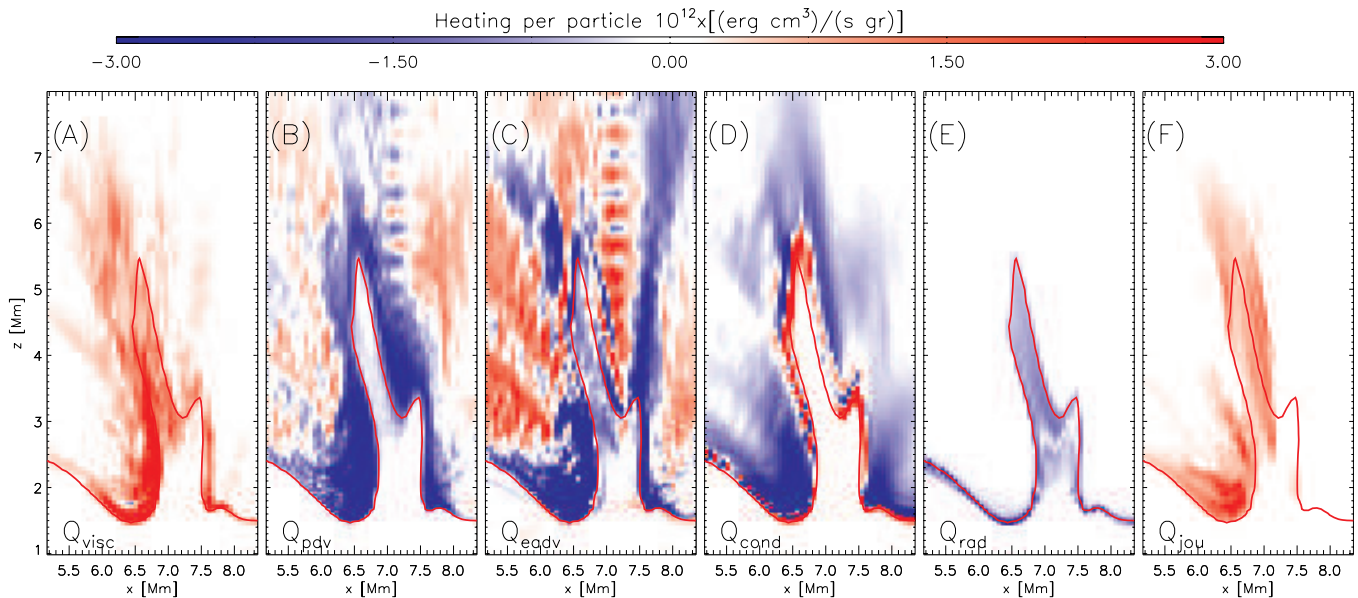 Heating per particle 10^12x[(erg cm^3)/(s gr)]
−3.00 −1.50 0.00 1.50 3.00
(A) (B) (C) (D) (E) (F)
7
6
5
z [Mm]
4
3
2
Q_visc Q_pdv Q_eadv Q_cond Q_rad Q_jou
1
5.5 6.0 6.5 7.0 7.5 8.0 5.5 6.0 6.5 7.0 7.5 8.0 5.5 6.0 6.5 7.0 7.5 8.0 5.5 6.0 6.5 7.0 7.5 8.0 5.5 6.0 6.5 7.0 7.5 8.0 5.5 6.0 6.5 7.0 7.5 8.0
x [Mm] x [Mm] x [Mm] x [Mm] x [Mm] x [Mm]